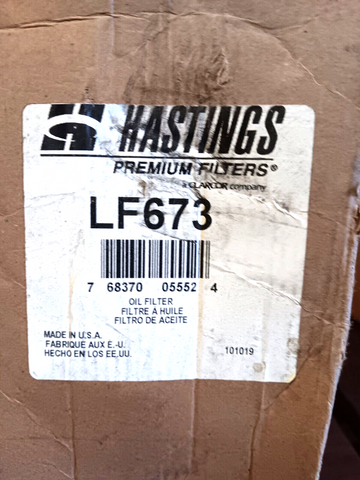 HASTINGS
PREMIUM FILTERS®
a CLARCOR company
LF673
7 68370 05552 4
OIL FILTER
FILTRE A HUILE
FILTRO DE ACEITE
MADE IN U.S.A.
FABRIQUE AUX E.-U.
HECHO EN LOS EE,UU.
101019